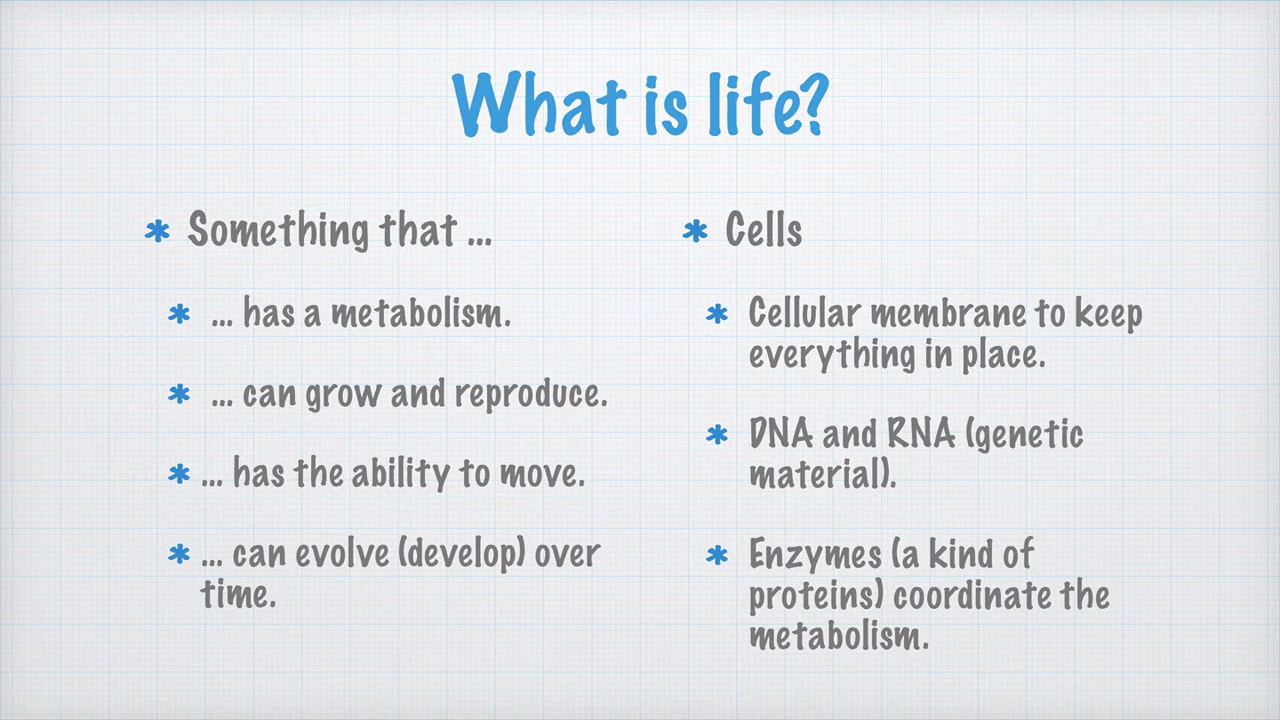 What is life?
* Something that ...
* ... has a metabolism.
* ... can grow and reproduce.
* ... has the ability to move.
* ... can evolve (develop) over
time.
* Cells
* Cellular membrane to keep
everything in place.
* DNA and RNA (genetic
material).
* Enzymes (a kind of
proteins) coordinate the
metabolism.